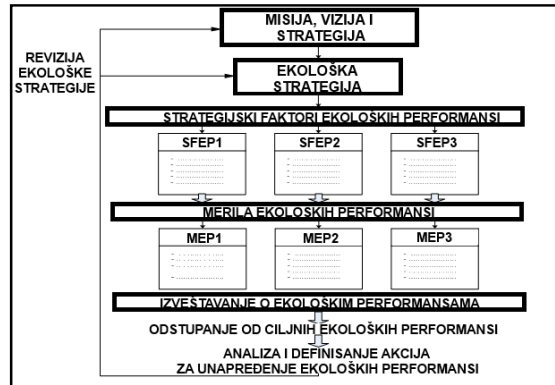 MISIJA, VIZIJA I
STRATEGIJA
REVIZIJA
EKOLOŠKE
STRATEGIJE
EKOLOŠKA
STRATEGIJA
STRATEGIJSKI FAKTORI EKOLOŠKIH PERFORMANSI
SFEP1 SFEP2 SFEP3
MERILA EKOLOSKIH PERFORMANSI
MEP1 MEP2 MEP3
IZVEŠTAVANJE O EKOLOŠKIM PERFORMANSAMA
ODSTUPANJE OD CILJNIH EKOLOŠKIH PERFORMANSI
ANALIZA I DEFINISANJE AKCIJA
ZA UNAPREĐENJE EKOLOŠKIH PERFORMANSI